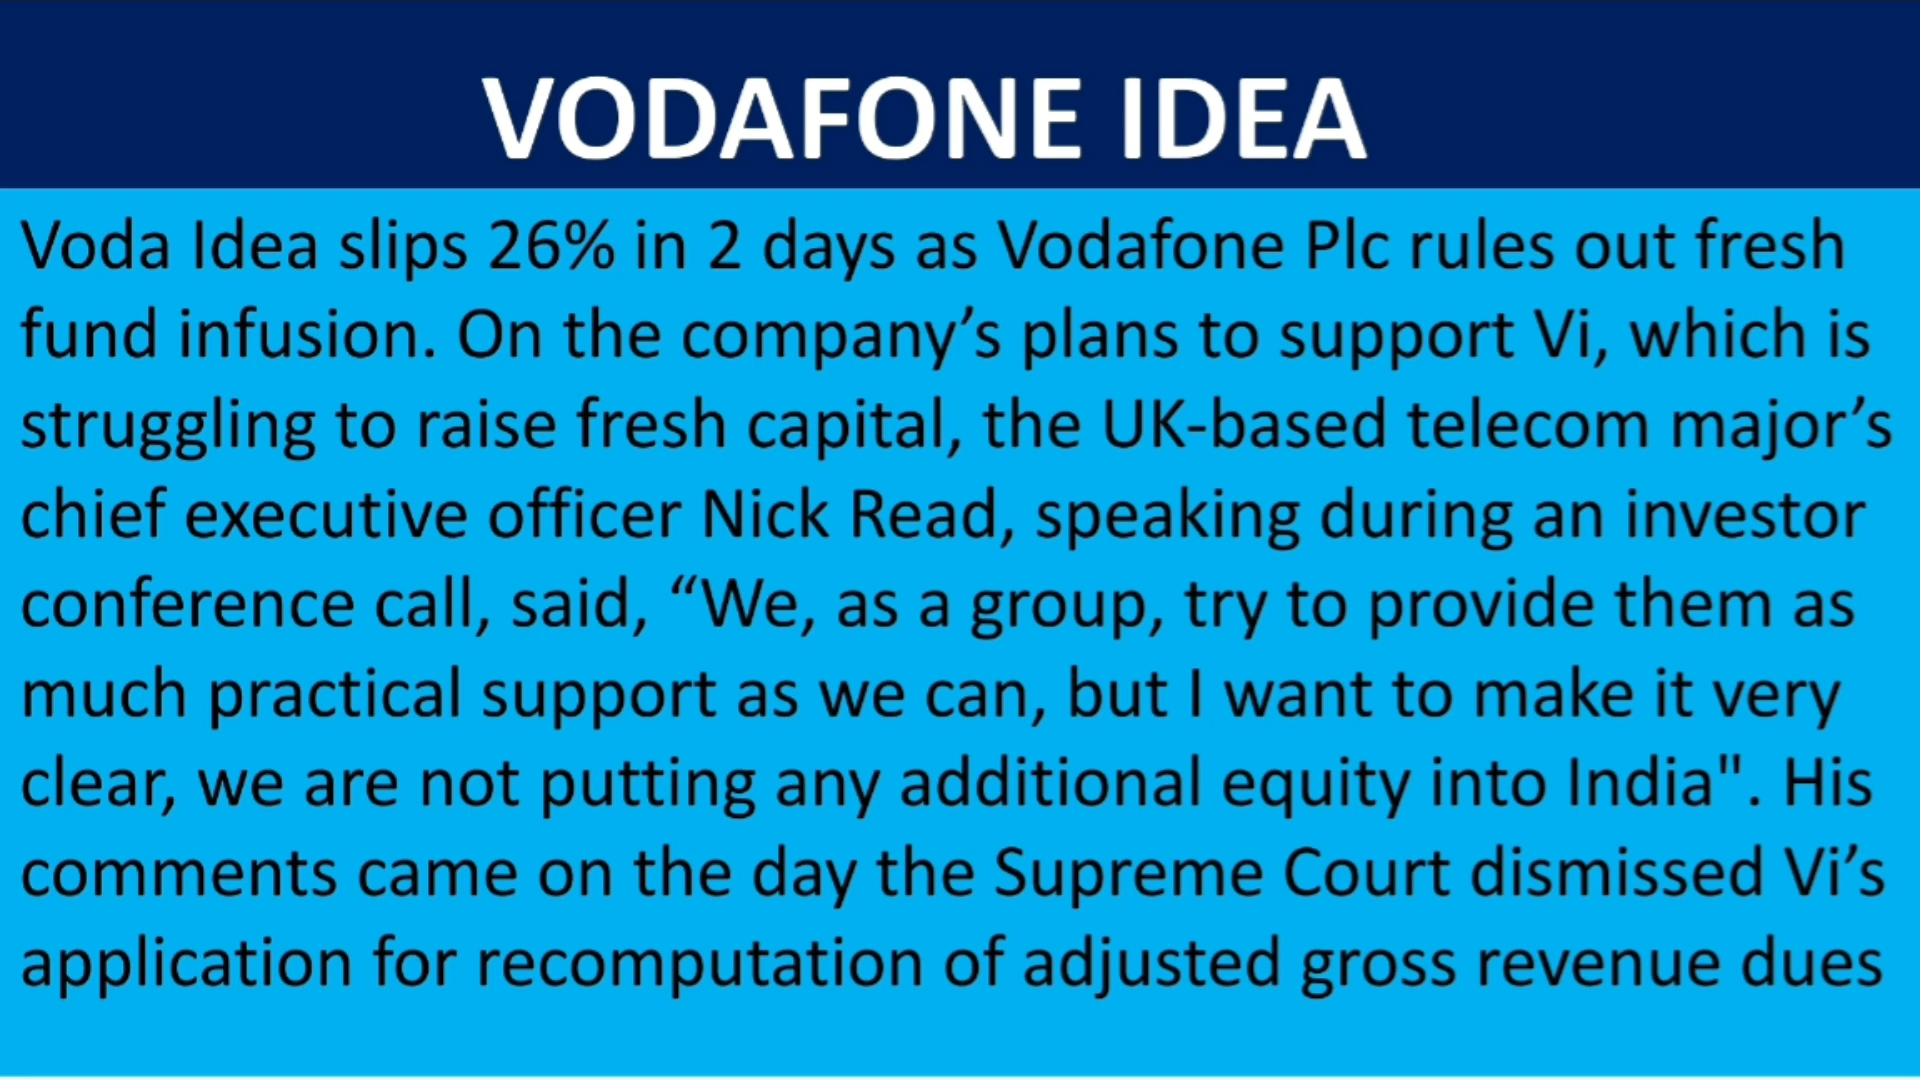 VODAFONE IDEA
Voda Idea slips 26% in 2 days as Vodafone Plc rules out fresh
fund infusion. On the company’s plans to support Vi, which is
struggling to raise fresh capital, the UK-based telecom major’s
chief executive officer Nick Read, speaking during an investor
conference call, said, “We, as a group, try to provide them as
much practical support as we can, but I want to make it very
clear, we are not putting any additional equity into India". His
comments came on the day the Supreme Court dismissed Vi’s
application for recomputation of adjusted gross revenue dues